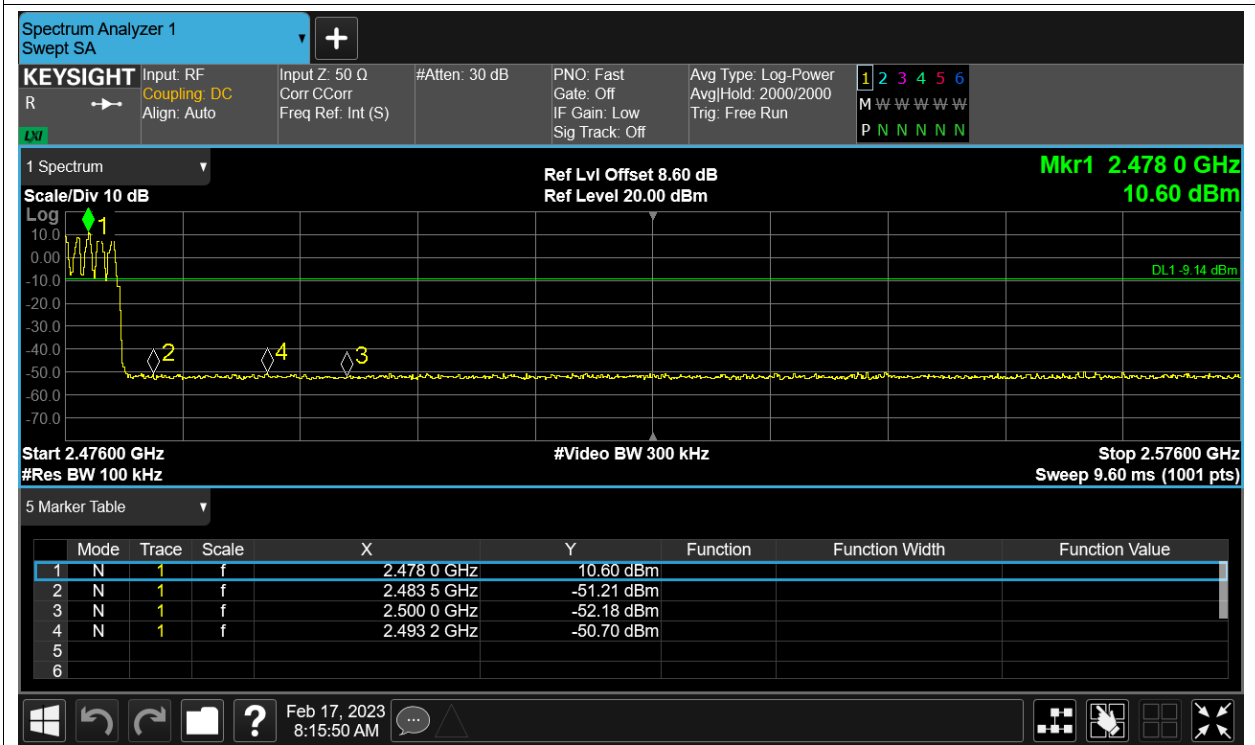 Spectrum Analyzer 1
Swept SA
KEYSIGHT Input: RF Input Z: 50 Ω #Atten: 30 dB PNO: Fast Avg Type: Log-Power 1 2 3 4 5 6
R Coupling: DC Corr CCorr Gate: Off Avg|Hold: 2000/2000 M W W W W W
Align: Auto Freq Ref: Int (S) IF Gain: Low Trig: Free Run
LXI Sig Track: Off P N N N N N
1 Spectrum Ref Lvl Offset 8.60 dB Mkr1 2.478 0 GHz
Scale/Div 10 dB Ref Level 20.00 dBm 10.60 dBm
Log
1
10.0
0.00
DL1 -9.14 dBm
-10.0
-20.0
-30.0
-40.0
2 4 3
-50.0
-60.0
-70.0
Start 2.47600 GHz #Video BW 300 kHz Stop 2.57600 GHz
#Res BW 100 kHz Sweep 9.60 ms (1001 pts)
5 Marker Table
Mode Trace Scale X Y Function Function Width Function Value
1 N 1 f 2.478 0 GHz 10.60 dBm
2 N 1 f 2.483 5 GHz -51.21 dBm
3 N 1 f 2.500 0 GHz -52.18 dBm
4 N 1 f 2.493 2 GHz -50.70 dBm
5
6
? Feb 17, 2023
8:15:50 AM